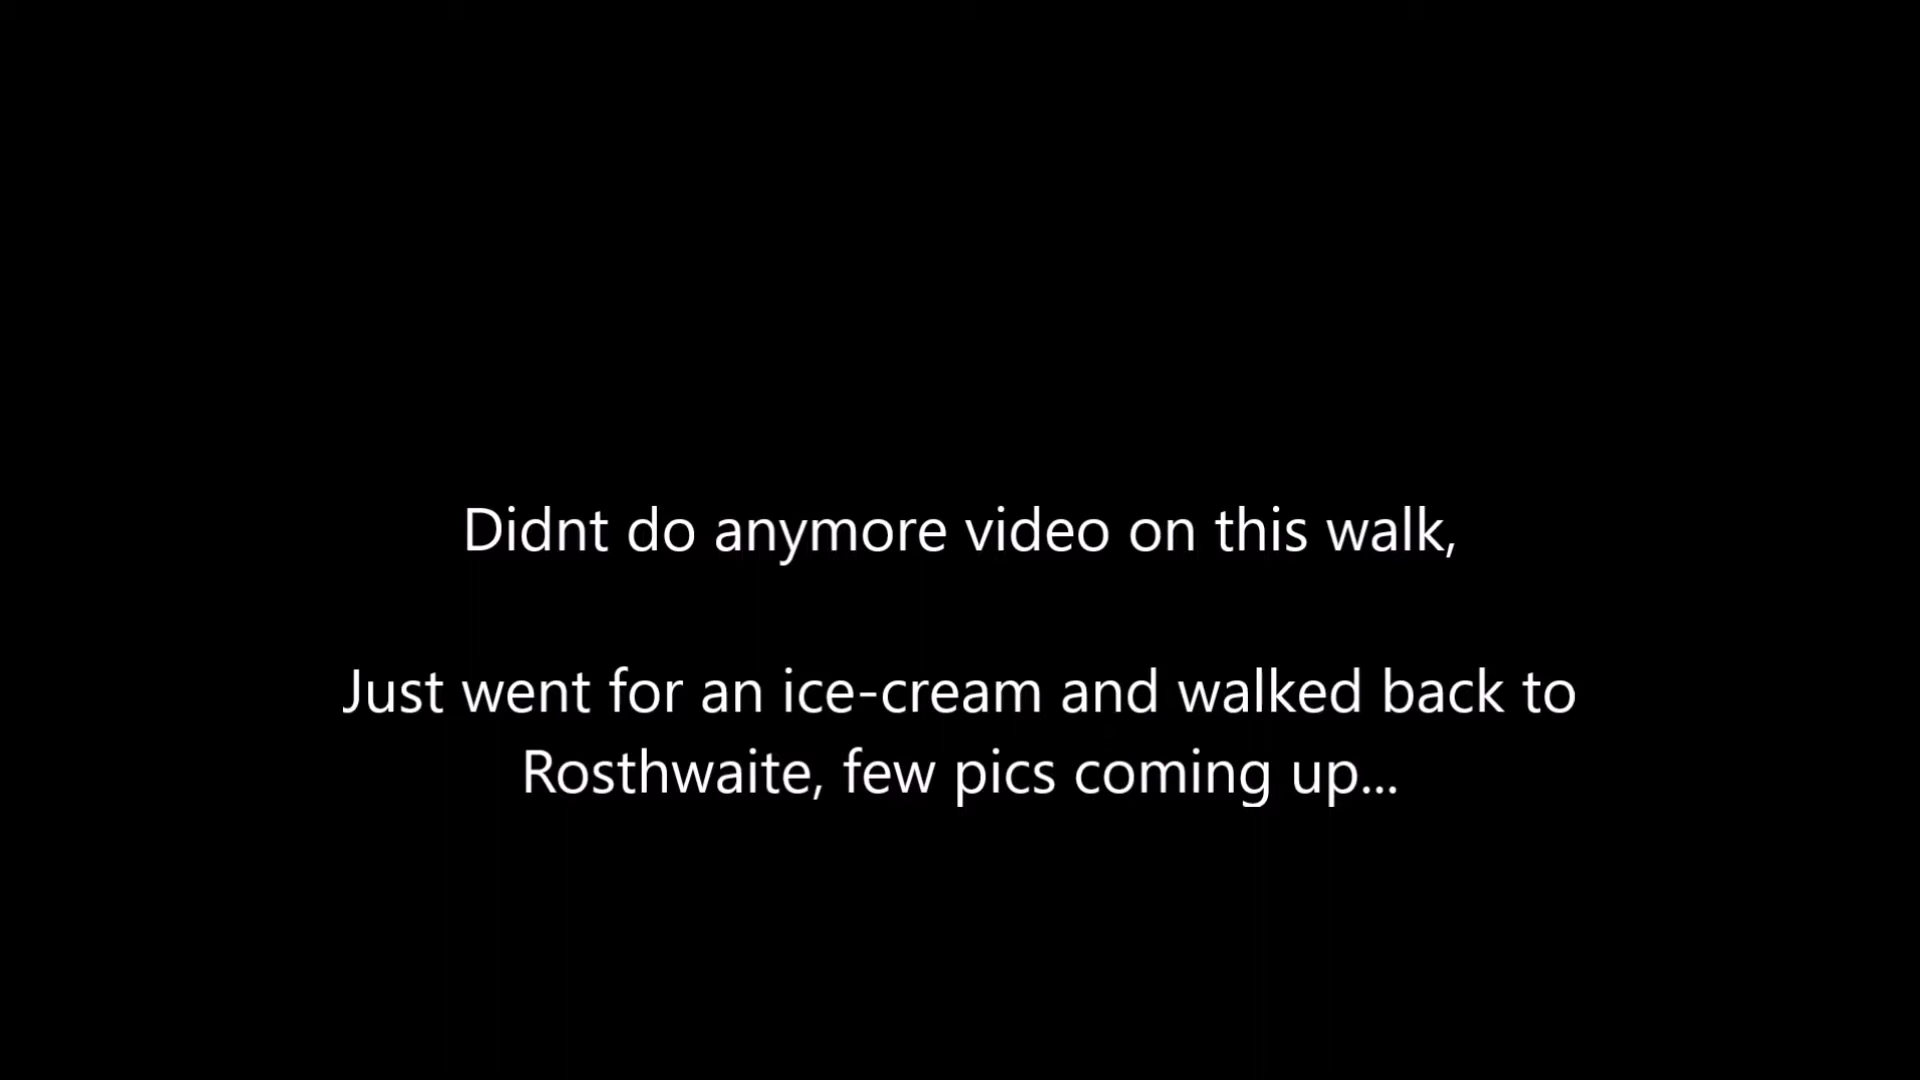 Didnt do anymore video on this walk,
Just went for an ice-cream and walked back to
Rosthwaite, few pics coming up...